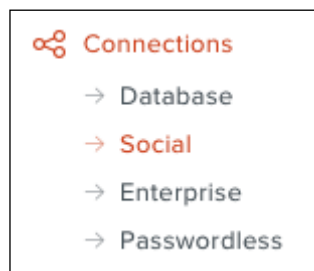 Connections
Database
Social
Enterprise
Passwordless